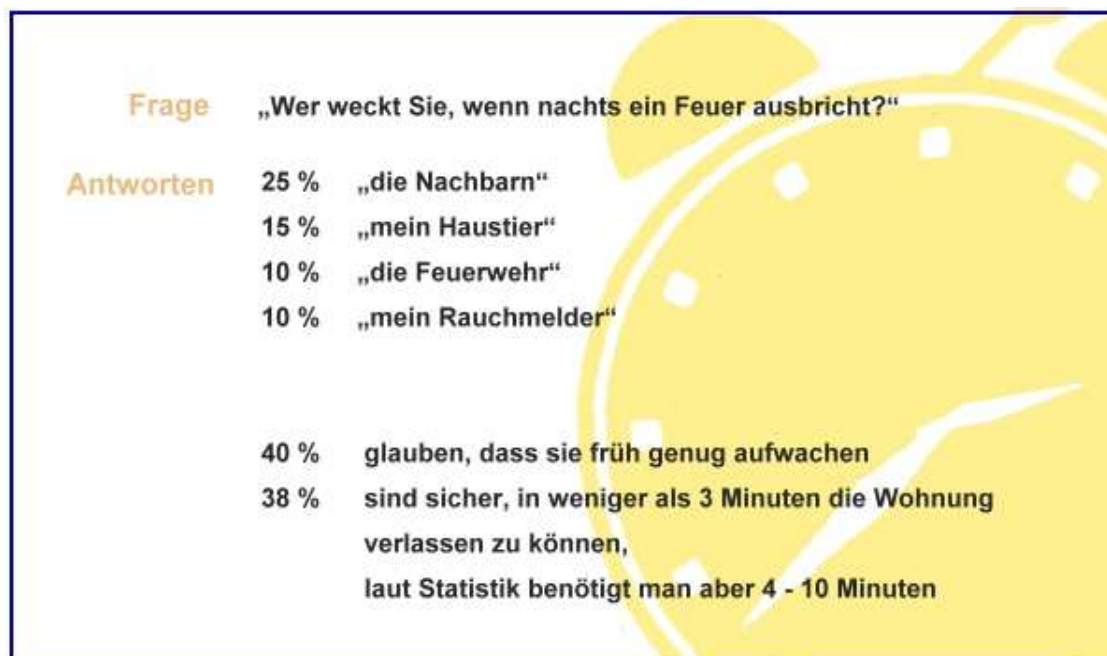 Frage „Wer weckt Sie, wenn nachts ein Feuer ausbricht?“
Antworten 25 % „die Nachbarn“
15 % „mein Haustier“
10 % „die Feuerwehr“
10 % „mein Rauchmelder“
40 % glauben, dass sie früh genug aufwachen
38 % sind sicher, in weniger als 3 Minuten die Wohnung
verlassen zu können,
laut Statistik benötigt man aber 4 - 10 Minuten